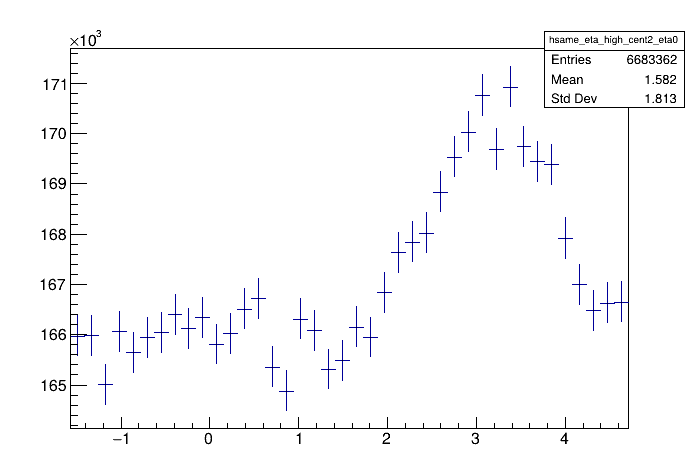 ×10³
hsame_eta_high_cent2_eta0
Entries 6683362
Mean 1.582
Std Dev 1.813
171
170
169
168
167
166
165
−1 0 1 2 3 4